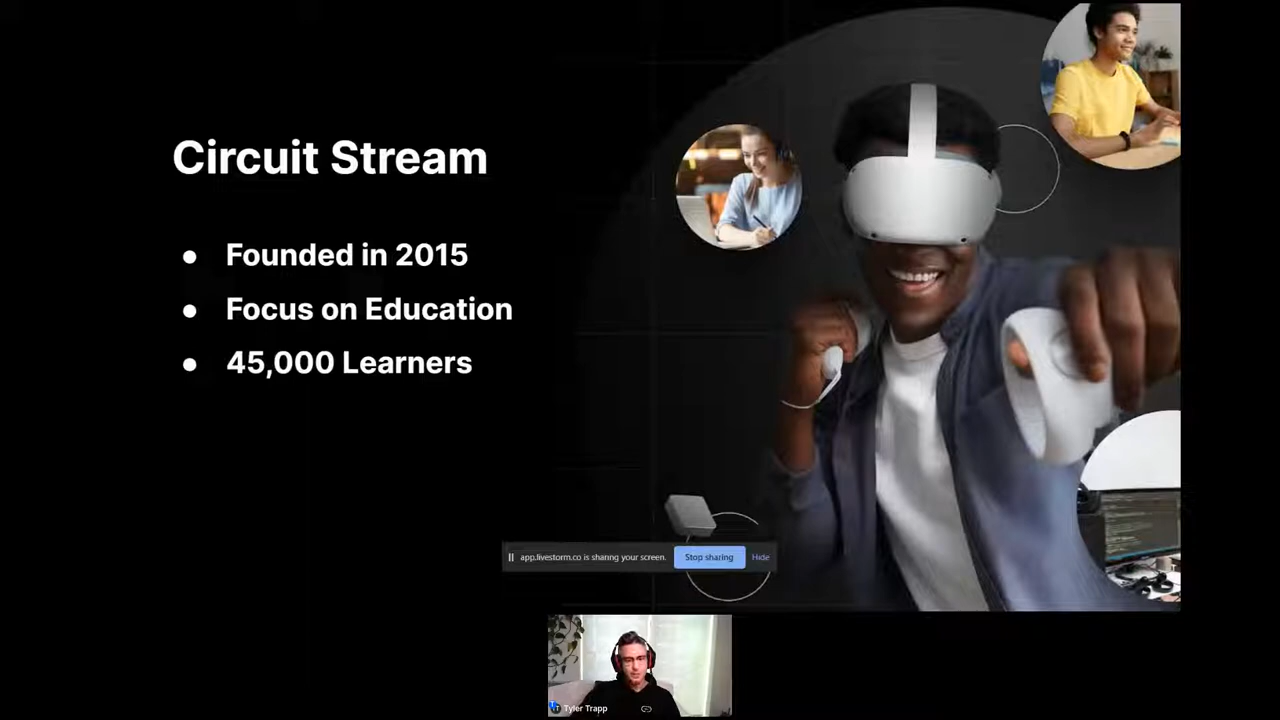 Circuit Stream
● Founded in 2015
● Focus on Education
● 45,000 Learners
app.livestorm.co is sharing your screen. Stop sharing Hide
Tyler Trapp